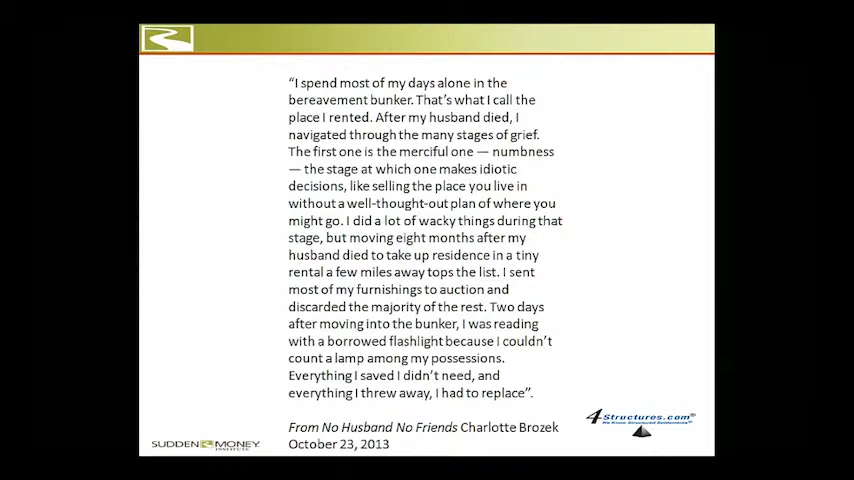 “I spend most of my days alone in the
bereavement bunker. That’s what I call the
place I rented. After my husband died, I
navigated through the many stages of grief.
The first one is the merciful one — numbness
— the stage at which one makes idiotic
decisions, like selling the place you live in
without a well-thought-out plan of where you
might go. I did a lot of wacky things during that
stage, but moving eight months after my
husband died to take up residence in a tiny
rental a few miles away tops the list. I sent
most of my furnishings to auction and
discarded the majority of the rest. Two days
after moving into the bunker, I was reading
with a borrowed flashlight because I couldn’t
count a lamp among my possessions.
Everything I saved I didn’t need, and
everything I threw away, I had to replace”.
From No Husband No Friends Charlotte Brozek
October 23, 2013
SUDDEN MONEY
INSTITUTE
4Structures.com®
We Know Structured Settlements®